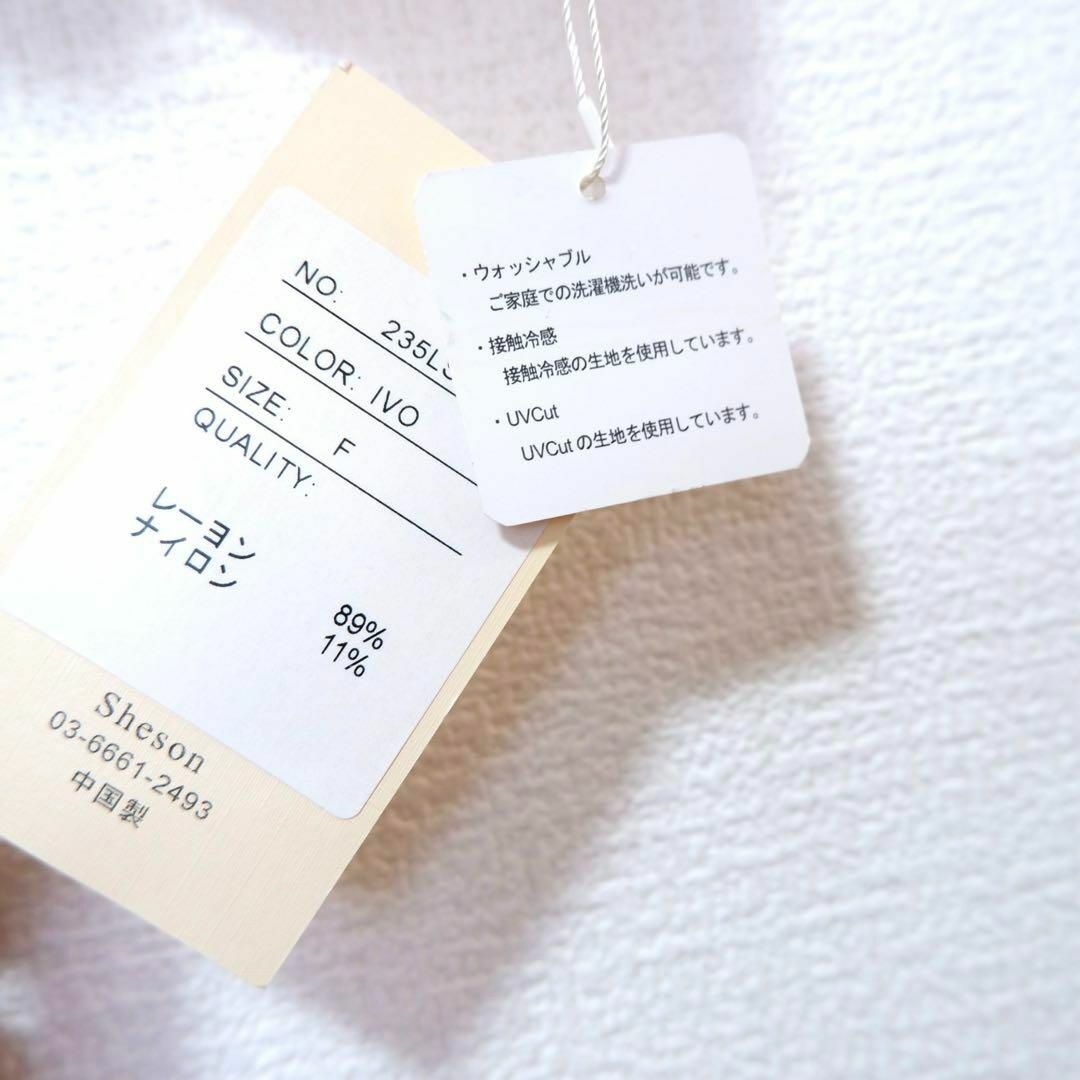 NO: 235L
COLOR: IVO
SIZE: F
QUALITY:
レーヨン 89%
ナイロン 11%
Sheson
03-6661-2493
中国製
・ウォッシャブル
ご家庭での洗濯機洗いが可能です。
・接触冷感
接触冷感の生地を使用しています。
・UVCut
UVCutの生地を使用しています。